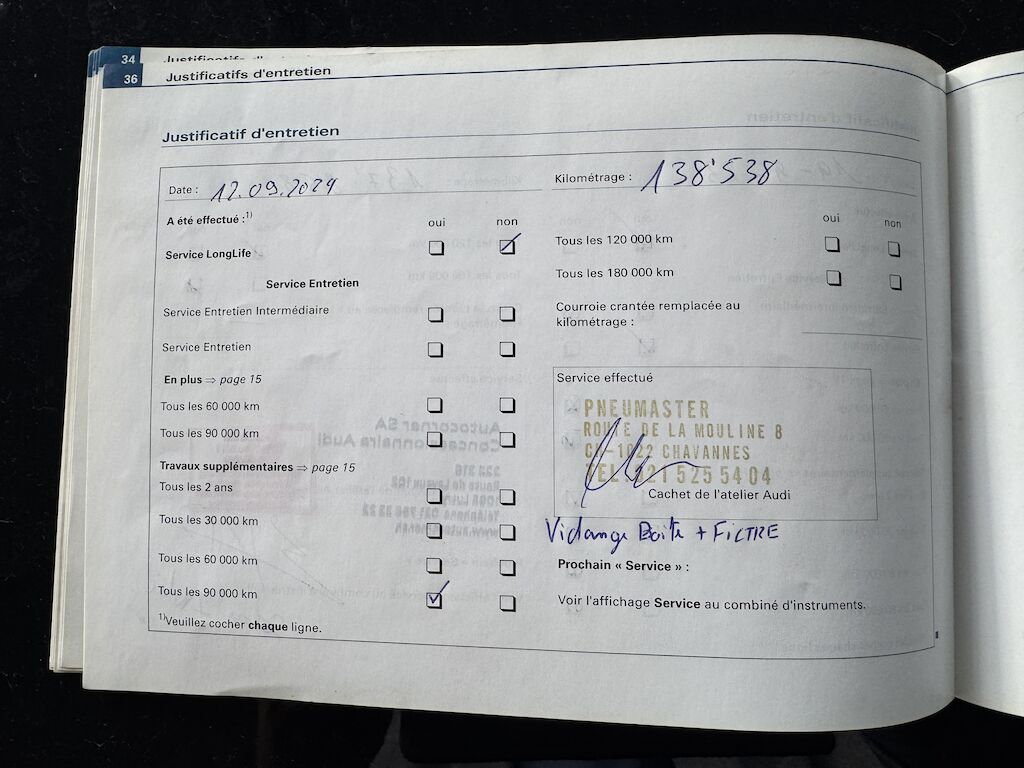 34
36 Justificatifs d'entretien
Justificatif d'entretien
Date : 12.09.2024
Kilométrage : 138'538
A été effectué :1)
oui non
Service LongLife
Service Entretien
Service Entretien Intermédiaire
Service Entretien
En plus ⇒ page 15
Tous les 60 000 km
Tous les 90 000 km
Travaux supplémentaires ⇒ page 15
Tous les 2 ans
Tous les 30 000 km
Tous les 60 000 km
Tous les 90 000 km
1)Veuillez cocher chaque ligne.
oui non
Tous les 120 000 km
Tous les 180 000 km
Courroie crantée remplacée au
kilométrage :
Service effectué
PNEUMASTER
ROUTE DE LA MOULINE 8
CH-1022 CHAVANNES
TEL. 021 525 54 04
Cachet de l'atelier Audi
Vidange Boite + FiLTRE
Prochain « Service » :
Voir l'affichage Service au combiné d'instruments.